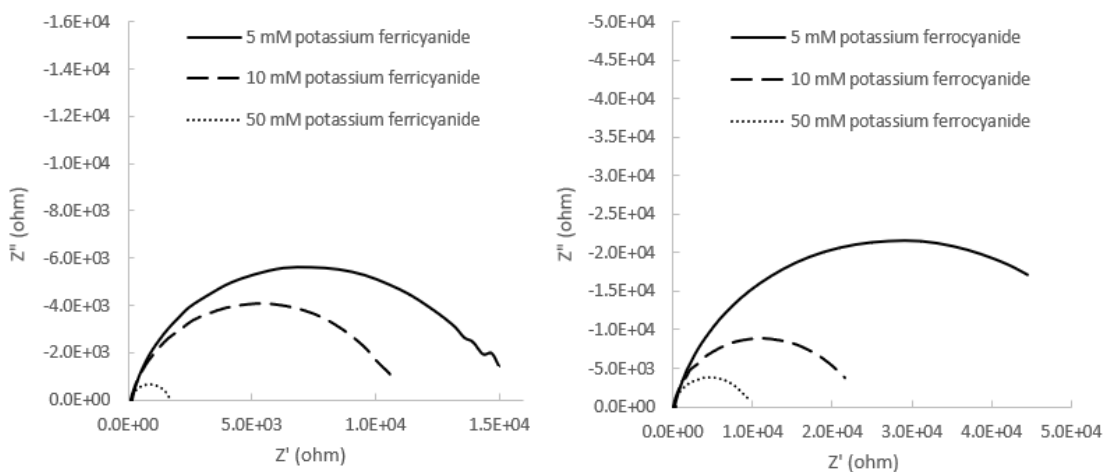 -1.6E+04
-1.4E+04
-1.2E+04
-1.0E+04
-8.0E+03
-6.0E+03
-4.0E+03
-2.0E+03
0.0E+00
Z" (ohm)
5 mM potassium ferricyanide
10 mM potassium ferricyanide
50 mM potassium ferricyanide
0.0E+00 5.0E+03 1.0E+04 1.5E+04
Z' (ohm)
-5.0E+04
-4.5E+04
-4.0E+04
-3.5E+04
-3.0E+04
-2.5E+04
-2.0E+04
-1.5E+04
-1.0E+04
-5.0E+03
0.0E+00
Z" (ohm)
5 mM potassium ferrocyanide
10 mM potassium ferrocyanide
50 mM potassium ferrocyanide
0.0E+00 1.0E+04 2.0E+04 3.0E+04 4.0E+04 5.0E+04
Z' (ohm)